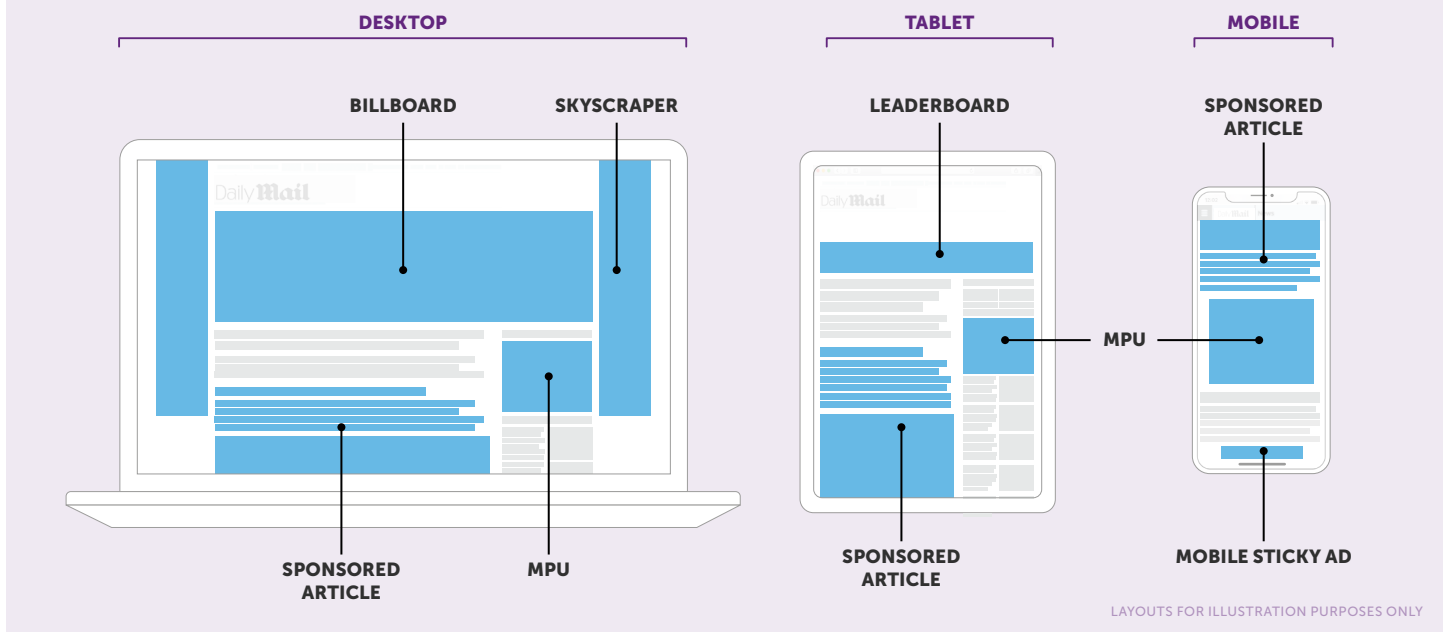 DESKTOP
TABLET
MOBILE
BILLBOARD
SKYSCRAPER
LEADERBOARD
SPONSORED
ARTICLE
Daily Mail
Daily Mail
MPU
SPONSORED
ARTICLE
MPU
SPONSORED
ARTICLE
MOBILE STICKY AD
LAYOUTS FOR ILLUSTRATION PURPOSES ONLY